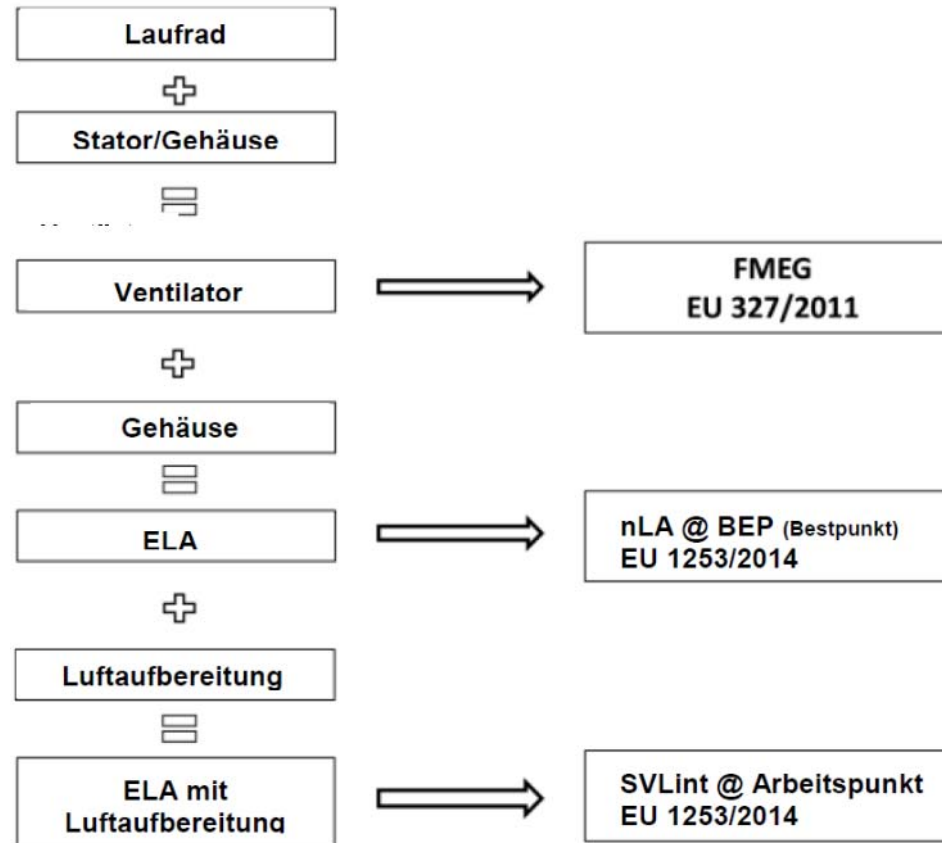 Laufrad
Stator/Gehäuse
Ventilator
FMEG
EU 327/2011
Gehäuse
ELA
nLA @ BEP (Bestpunkt)
EU 1253/2014
Luftaufbereitung
ELA mit
Luftaufbereitung
SVLint @ Arbeitspunkt
EU 1253/2014